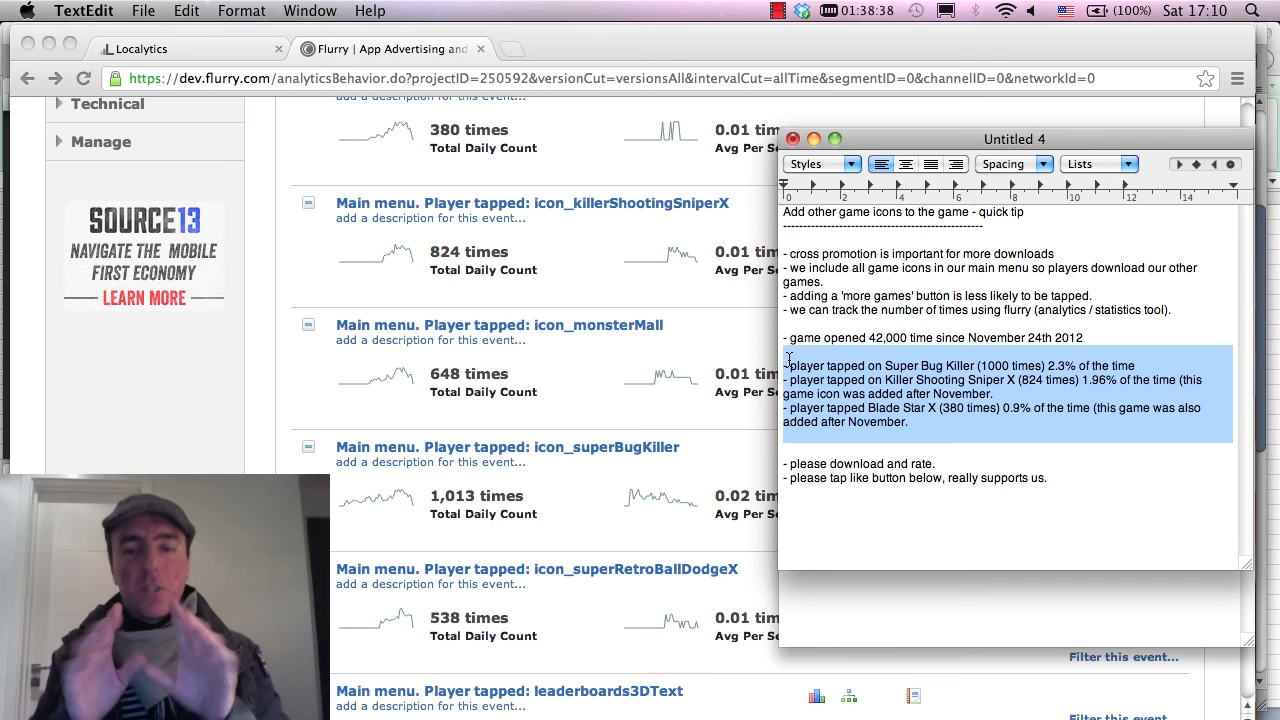 TextEdit File Edit Format Window Help 01:38:38 (100%) Sat 17:10
Localytics
Flurry | App Advertising and
https://dev.flurry.com/analyticsBehavior.do?projectID=250592&versionCut=versionsAll&intervalCut=allTime&segmentID=0&channelID=0&networkId=0
Technical
Manage
SOURCE13
NAVIGATE THE MOBILE
FIRST ECONOMY
LEARN MORE
add a description for this event...
380 times
Total Daily Count
0.01 tim
Avg Per Se
Main menu. Player tapped: icon_killerShootingSniperX
add a description for this event...
824 times
Total Daily Count
0.01 tim
Avg Per Se
Main menu. Player tapped: icon_monsterMall
add a description for this event...
648 times
Total Daily Count
0.01 tim
Avg Per Se
Main menu. Player tapped: icon_superBugKiller
add a description for this event...
1,013 times
Total Daily Count
0.02 tim
Avg Per Se
Main menu. Player tapped: icon_superRetroBallDodgeX
add a description for this event...
538 times
Total Daily Count
0.01 tim
Avg Per Se
Filter this event...
Main menu. Player tapped: leaderboards3DText
add a description for this event...
Filter this event...
Untitled 4
Styles Spacing Lists
0 2 4 6 8 10 12 14
Add other game icons to the game - quick tip
--------------------------------------------------
- cross promotion is important for more downloads
- we include all game icons in our main menu so players download our other
games.
- adding a 'more games' button is less likely to be tapped.
- we can track the number of times using flurry (analytics / statistics tool).
- game opened 42,000 time since November 24th 2012
- player tapped on Super Bug Killer (1000 times) 2.3% of the time
- player tapped on Killer Shooting Sniper X (824 times) 1.96% of the time (this
game icon was added after November.
- player tapped Blade Star X (380 times) 0.9% of the time (this game was also
added after November.
- please download and rate.
- please tap like button below, really supports us.